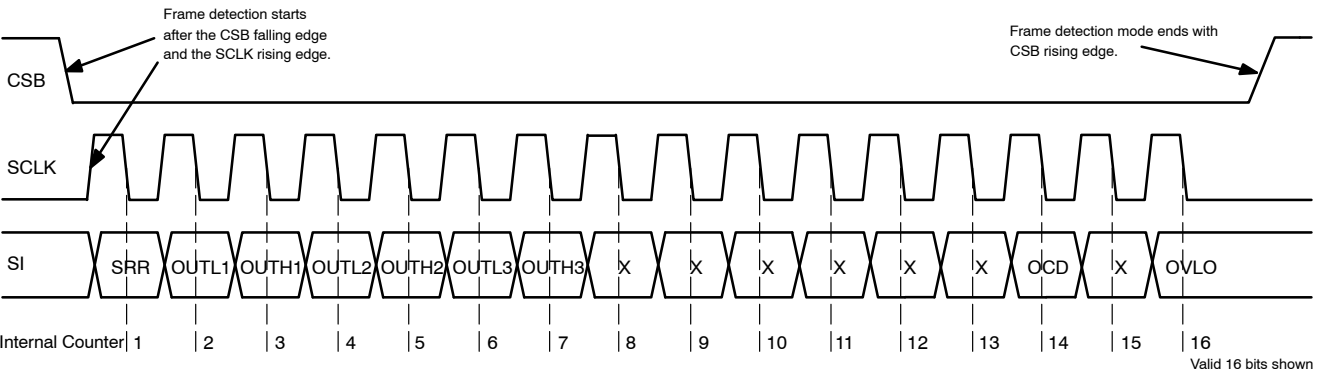 Frame detection starts
after the CSB falling edge
and the SCLK rising edge.
Frame detection mode ends with
CSB rising edge.
CSB
SCLK
SI SRR OUTL1 OUTH1 OUTL2 OUTH2 OUTL3 OUTH3 X X X X X X OCD X OVLO
Internal Counter 1 2 3 4 5 6 7 8 9 10 11 12 13 14 15 16
Valid 16 bits shown